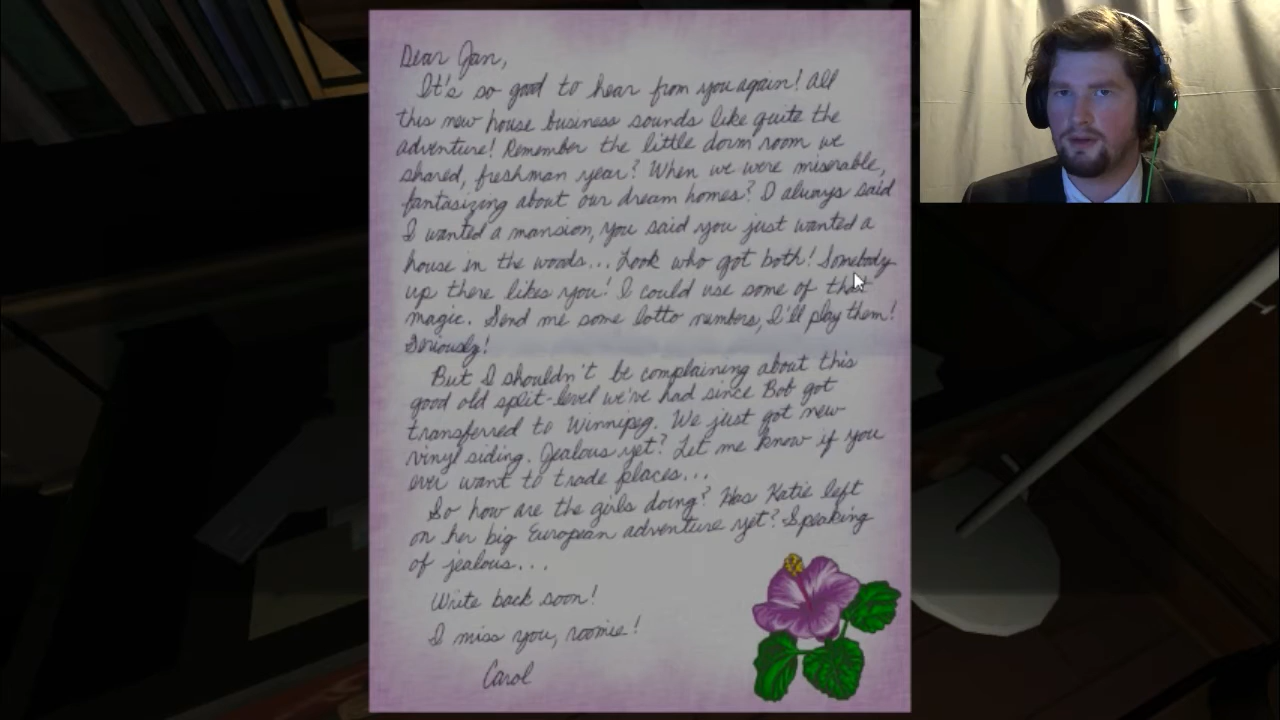 Dear Jan,
It's so good to hear from you again! All
this new house business sounds like quite the
adventure! Remember the little dorm room we
shared, freshman year? When we were miserable,
fantasizing about our dream homes? I always said
I wanted a mansion, you said you just wanted a
house in the woods... Look who got both! Somebody
up there likes you! I could use some of that
magic. Send me some lotto numbers, I'll play them!
Seriously!
But I shouldn't be complaining about this
good old split-level we've had since Bob got
transferred to Winnipeg. We just got new
vinyl siding. Jealous yet? Let me know if you
ever want to trade places...
So how are the girls doing? Has Katie left
on her big European adventure yet? Speaking
of jealous...
Write back soon!
I miss you, roomie!
Carol